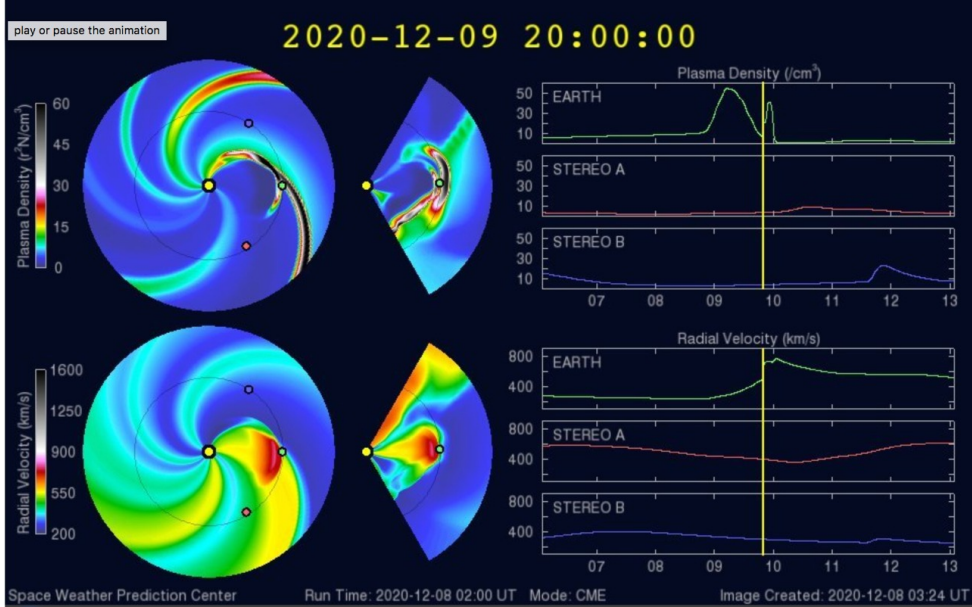 play or pause the animation
2020-12-09 20:00:00
Plasma Density (r²N/cm³)
60
45
30
15
0
Plasma Density (/cm³)
EARTH
50
30
10
STEREO A
50
30
10
STEREO B
50
30
10
07 08 09 10 11 12 13
Radial Velocity (km/s)
1600
1250
900
550
200
Radial Velocity (km/s)
EARTH
800
400
STEREO A
800
400
STEREO B
800
400
07 08 09 10 11 12 13
Space Weather Prediction Center Run Time: 2020-12-08 02:00 UT Mode: CME Image Created: 2020-12-08 03:24 UT